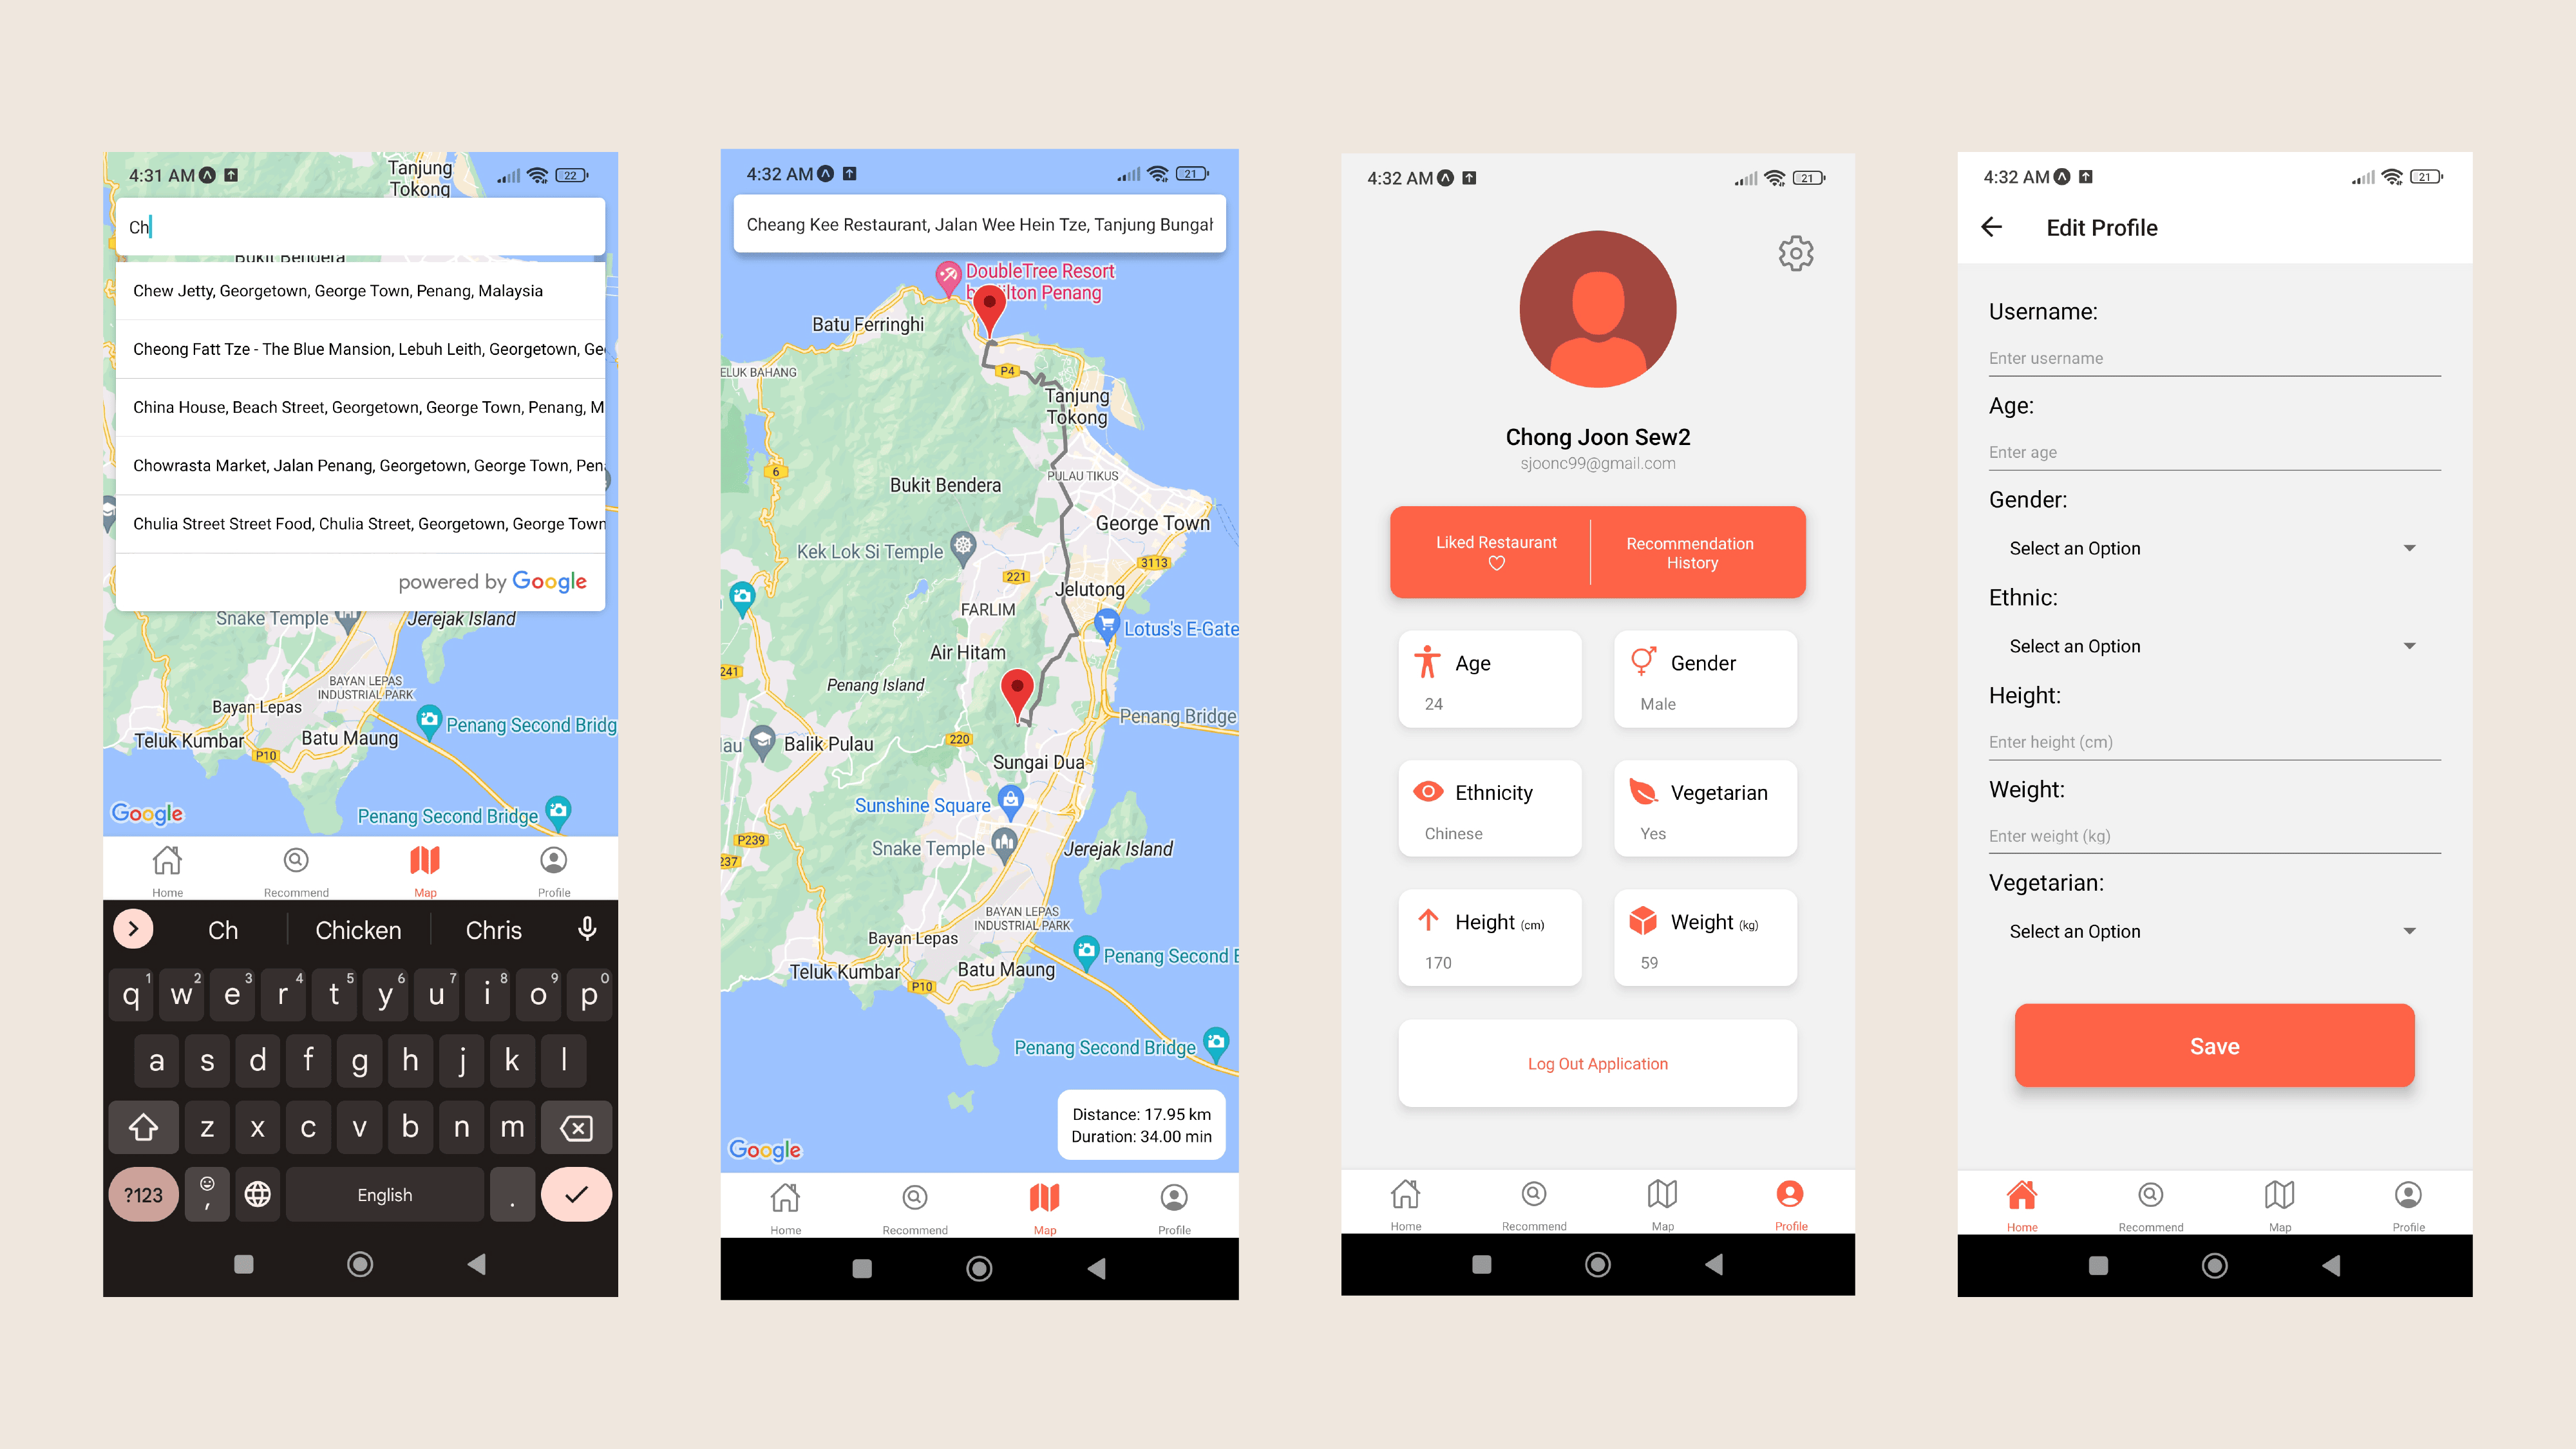 4:31 AM
22
Tanjung
Tokong
Ch
Bukit Bendera
Chew Jetty, Georgetown, George Town, Penang, Malaysia
Cheong Fatt Tze - The Blue Mansion, Lebuh Leith, Georgetown, Ge
China House, Beach Street, Georgetown, George Town, Penang, M
Chowrasta Market, Jalan Penang, Georgetown, George Town, Pen
Chulia Street Street Food, Chulia Street, Georgetown, George Town
powered by Google
Snake Temple
Jerejak Island
BAYAN LEPAS
INDUSTRIAL PARK
Bayan Lepas
Penang Second Bridg
Teluk Kumbar
Batu Maung
P10
Google
Penang Second Bridge
Home
Recommend
Map
Profile
Ch
Chicken
Chris
q1 w2 e3 r4 t5 y6 u7 i8 o9 p0
a s d f g h j k l
z x c v b n m
?123
,
English
.
4:32 AM
21
Cheang Kee Restaurant, Jalan Wee Hein Tze, Tanjung Bungah
DoubleTree Resort
by Hilton Penang
Batu Ferringhi
ELUK BAHANG
P4
Tanjung
Tokong
6
PULAU TIKUS
Bukit Bendera
George Town
Kek Lok Si Temple
3113
221
Jelutong
FARLIM
Lotus's E-Gate
Air Hitam
241
Penang Island
Penang Bridge
au
Balik Pulau
220
Sungai Dua
Sunshine Square
P239
Snake Temple
Jerejak Island
237
BAYAN LEPAS
INDUSTRIAL PARK
Bayan Lepas
Penang Second B
Teluk Kumbar
Batu Maung
P10
Penang Second Bridge
Distance: 17.95 km
Duration: 34.00 min
Google
Home
Recommend
Map
Profile
4:32 AM
21
Chong Joon Sew2
sjoonc99@gmail.com
Liked Restaurant
Recommendation
History
Age
24
Gender
Male
Ethnicity
Chinese
Vegetarian
Yes
Height (cm)
170
Weight (kg)
59
Log Out Application
Home
Recommend
Map
Profile
4:32 AM
21
Edit Profile
Username:
Enter username
Age:
Enter age
Gender:
Select an Option
Ethnic:
Select an Option
Height:
Enter height (cm)
Weight:
Enter weight (kg)
Vegetarian:
Select an Option
Save
Home
Recommend
Map
Profile